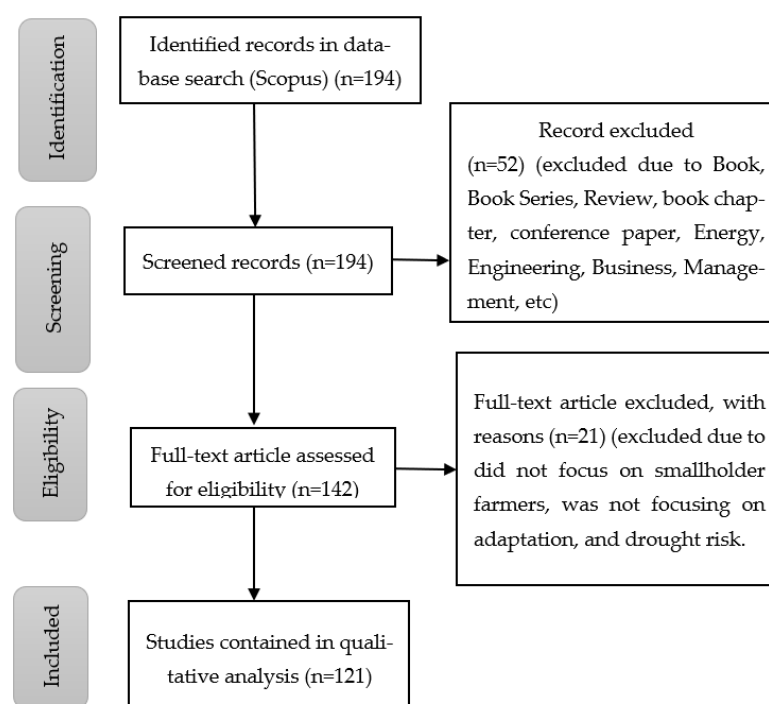 Identification
Identified records in data-
base search (Scopus) (n=194)
Record excluded
(n=52) (excluded due to Book,
Book Series, Review, book chap-
ter, conference paper, Energy,
Engineering, Business, Manage-
ment, etc)
Screening
Screened records (n=194)
Eligibility
Full-text article assessed
for eligibility (n=142)
Full-text article excluded, with
reasons (n=21) (excluded due to
did not focus on smallholder
farmers, was not focusing on
adaptation, and drought risk.
Included
Studies contained in quali-
tative analysis (n=121)